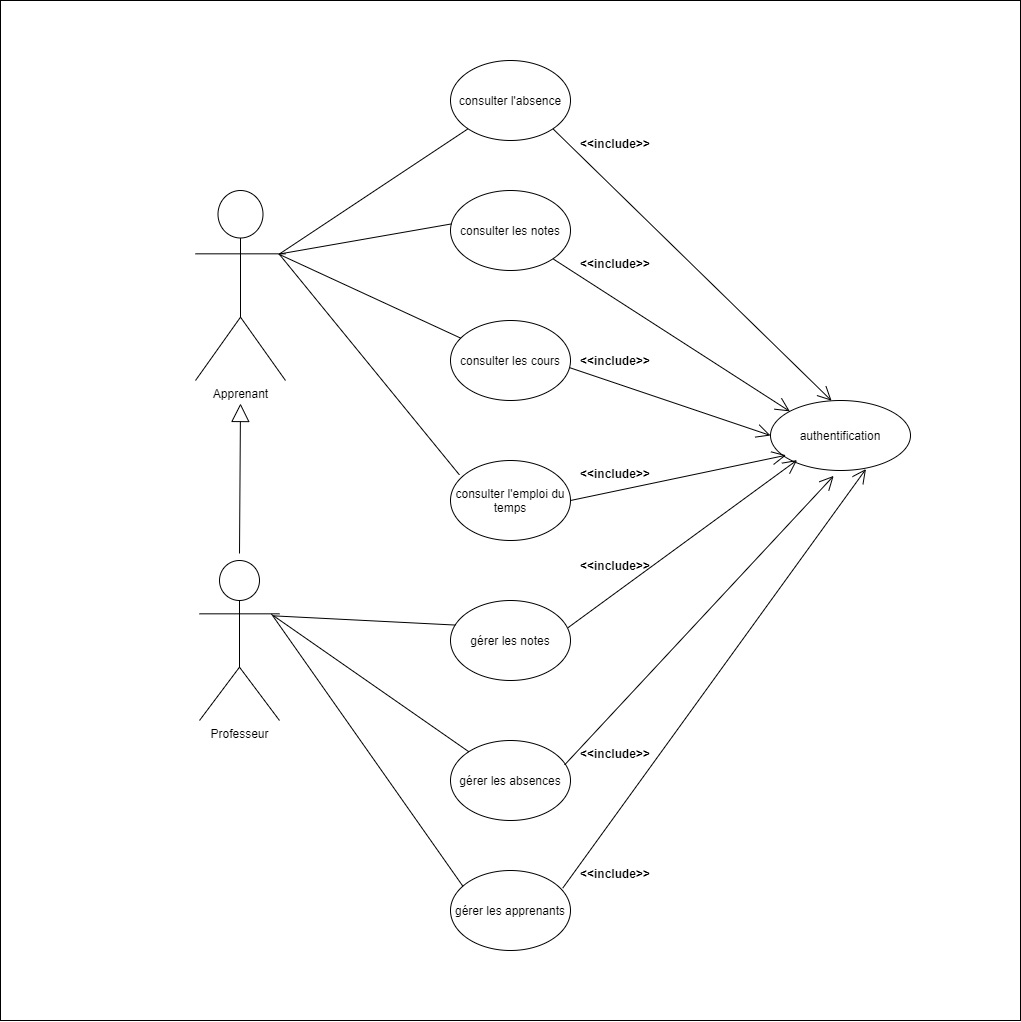 consulter l'absence
<<include>>
consulter les notes
<<include>>
consulter les cours
<<include>>
Apprenant
authentification
consulter l'emploi du
temps
<<include>>
<<include>>
gérer les notes
Professeur
<<include>>
gérer les absences
<<include>>
gérer les apprenants